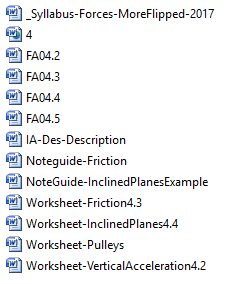 _Syllabus-Forces-MoreFlipped-2017
4
FA04.2
FA04.3
FA04.4
FA04.5
IA-Des-Description
Noteguide-Friction
NoteGuide-InclinedPlanesExample
Worksheet-Friction4.3
Worksheet-InclinedPlanes4.4
Worksheet-Pulleys
Worksheet-VerticalAcceleration4.2